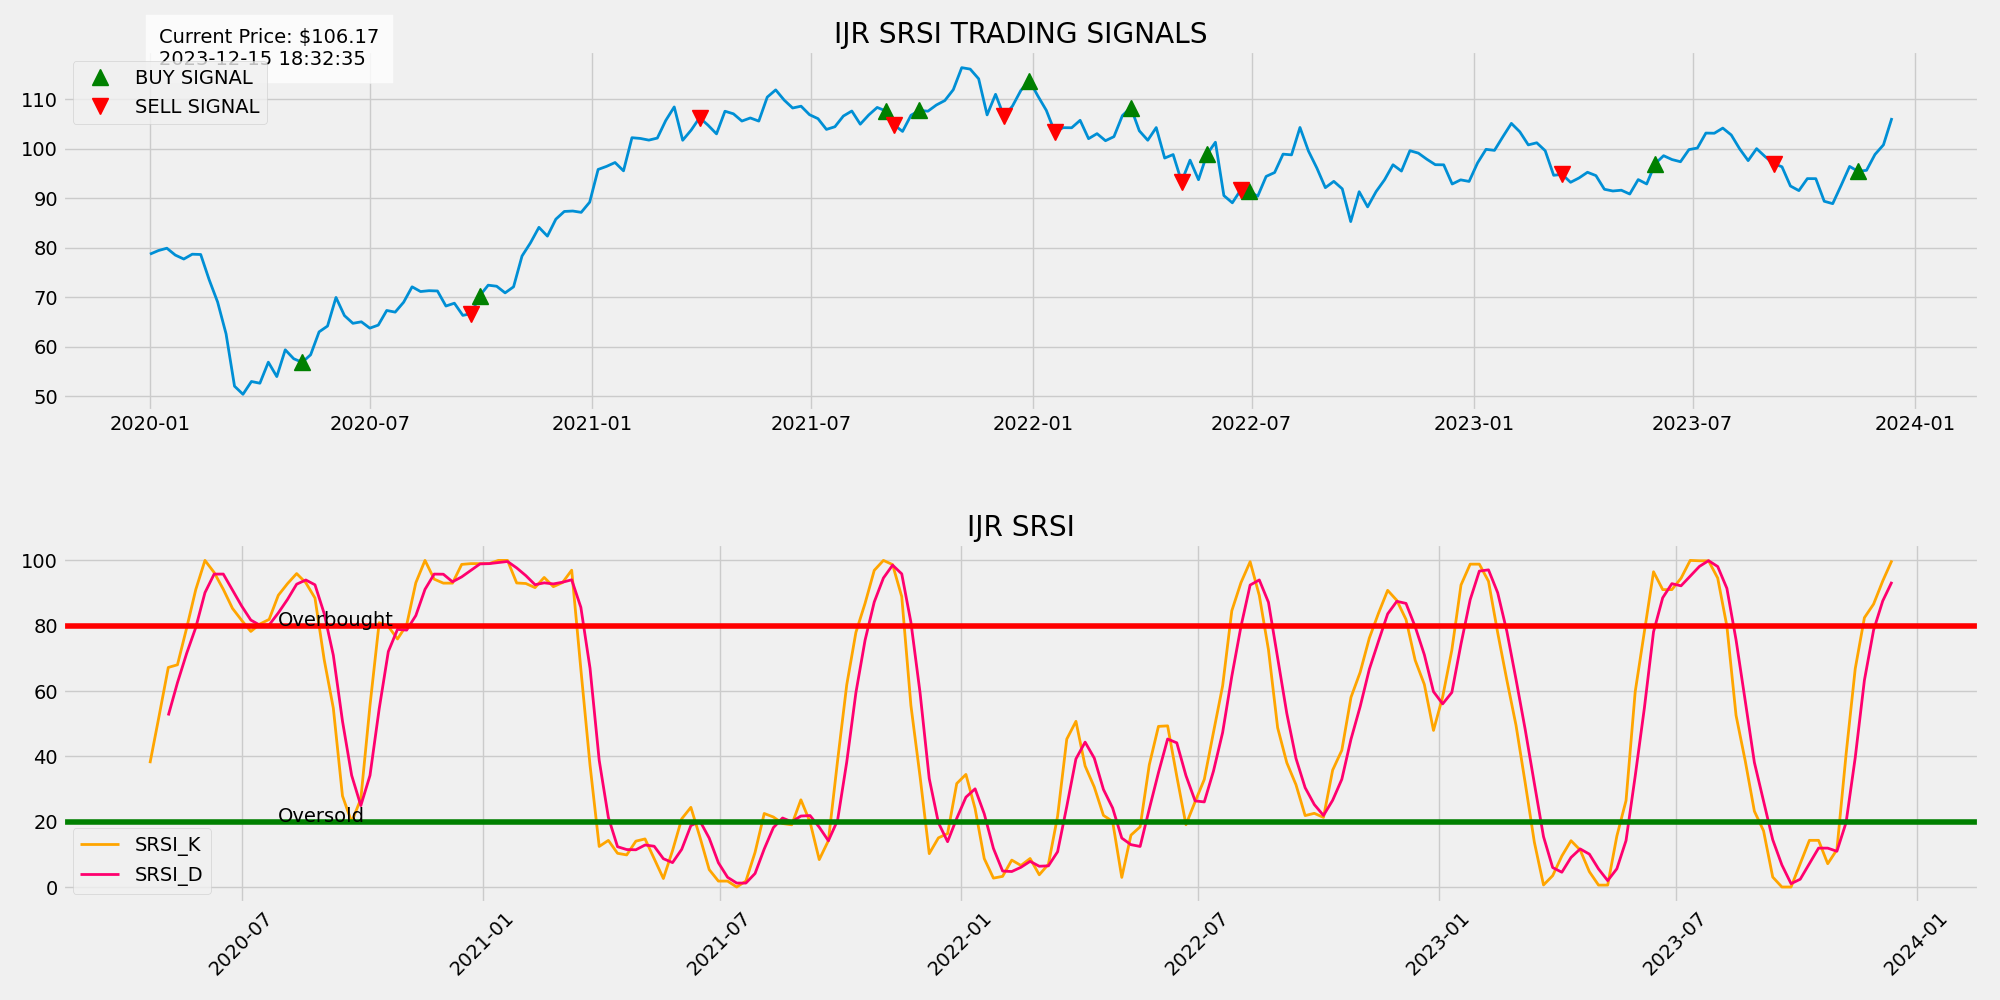 IJR SRSI TRADING SIGNALS
Current Price: $106.17
2023-12-15 18:32:35
BUY SIGNAL
SELL SIGNAL
110
100
90
80
70
60
50
2020-01 2020-07 2021-01 2021-07 2022-01 2022-07 2023-01 2023-07 2024-01
IJR SRSI
100
80
60
40
20
0
Overbought
Oversold
SRSI_K
SRSI_D
2020-07 2021-01 2021-07 2022-01 2022-07 2023-01 2023-07 2024-01